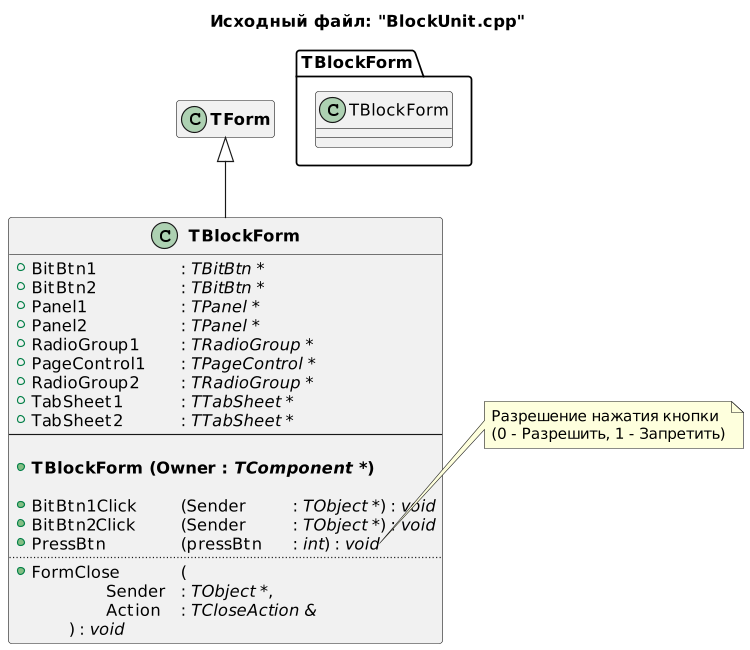 Исходный файл: "BlockUnit.cpp"
TBlockForm
C TForm
C TBlockForm
C TBlockForm
BitBtn1 : TBitBtn *
BitBtn2 : TBitBtn *
Panel1 : TPanel *
Panel2 : TPanel *
RadioGroup1 : TRadioGroup *
PageControl1 : TPageControl *
RadioGroup2 : TRadioGroup *
TabSheet1 : TTabSheet *
TabSheet2 : TTabSheet *
Разрешение нажатия кнопки
(0 - Разрешить, 1 - Запретить)
TBlockForm (Owner : TComponent *)
BitBtn1Click (Sender : TObject *) : void
BitBtn2Click (Sender : TObject *) : void
PressBtn (pressBtn : int) : void
FormClose (
Sender : TObject *,
Action : TCloseAction &
) : void